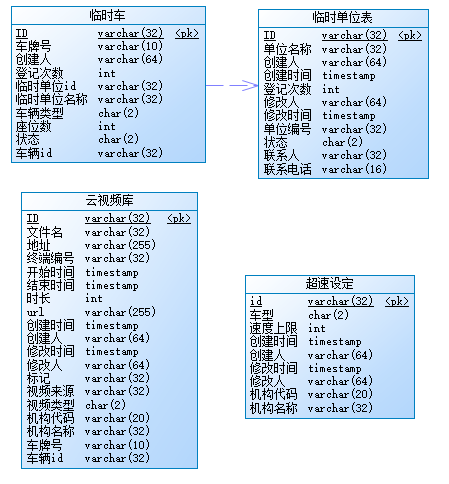 临时车
ID varchar(32) <pk>
车牌号 varchar(10)
创建人 varchar(64)
登记次数 int
临时单位id varchar(32)
临时单位名称 varchar(32)
车辆类型 char(2)
座位数 int
状态 char(2)
车辆id varchar(32)
临时单位表
ID varchar(32) <pk>
单位名称 varchar(32)
创建人 varchar(64)
创建时间 timestamp
登记次数 int
修改人 varchar(64)
修改时间 timestamp
单位编号 varchar(32)
状态 char(2)
联系人 varchar(32)
联系电话 varchar(16)
云视频库
ID varchar(32) <pk>
文件名 varchar(32)
地址 varchar(255)
终端编号 varchar(32)
开始时间 timestamp
结束时间 timestamp
时长 int
url varchar(255)
创建时间 timestamp
创建人 varchar(64)
修改时间 timestamp
修改人 varchar(64)
标记 varchar(32)
视频来源 varchar(32)
视频类型 char(2)
机构代码 varchar(20)
机构名称 varchar(32)
车牌号 varchar(10)
车辆id varchar(32)
超速设定
id varchar(32) <pk>
车型 char(2)
速度上限 int
创建时间 timestamp
创建人 varchar(64)
修改时间 timestamp
修改人 varchar(64)
机构代码 varchar(20)
机构名称 varchar(32)